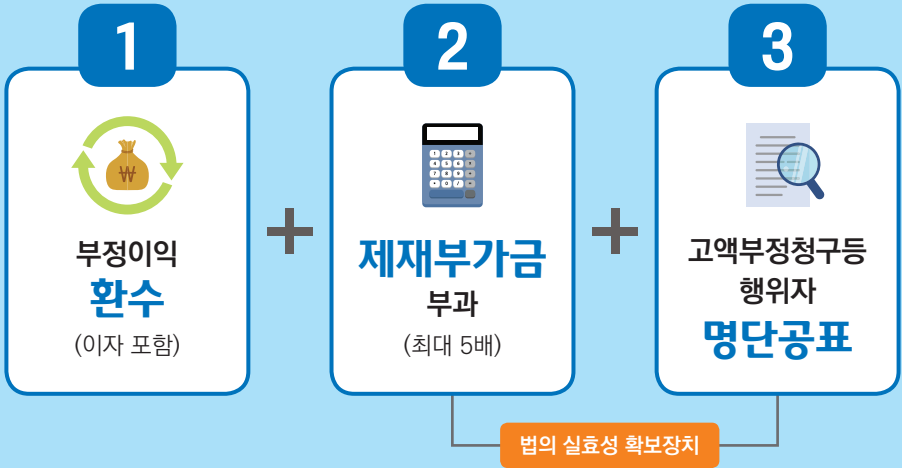 1
부정이익
환수
(이자 포함)
2
제재부가금
부과
(최대 5배)
3
고액부정청구등
행위자
명단공표
법의 실효성 확보장치